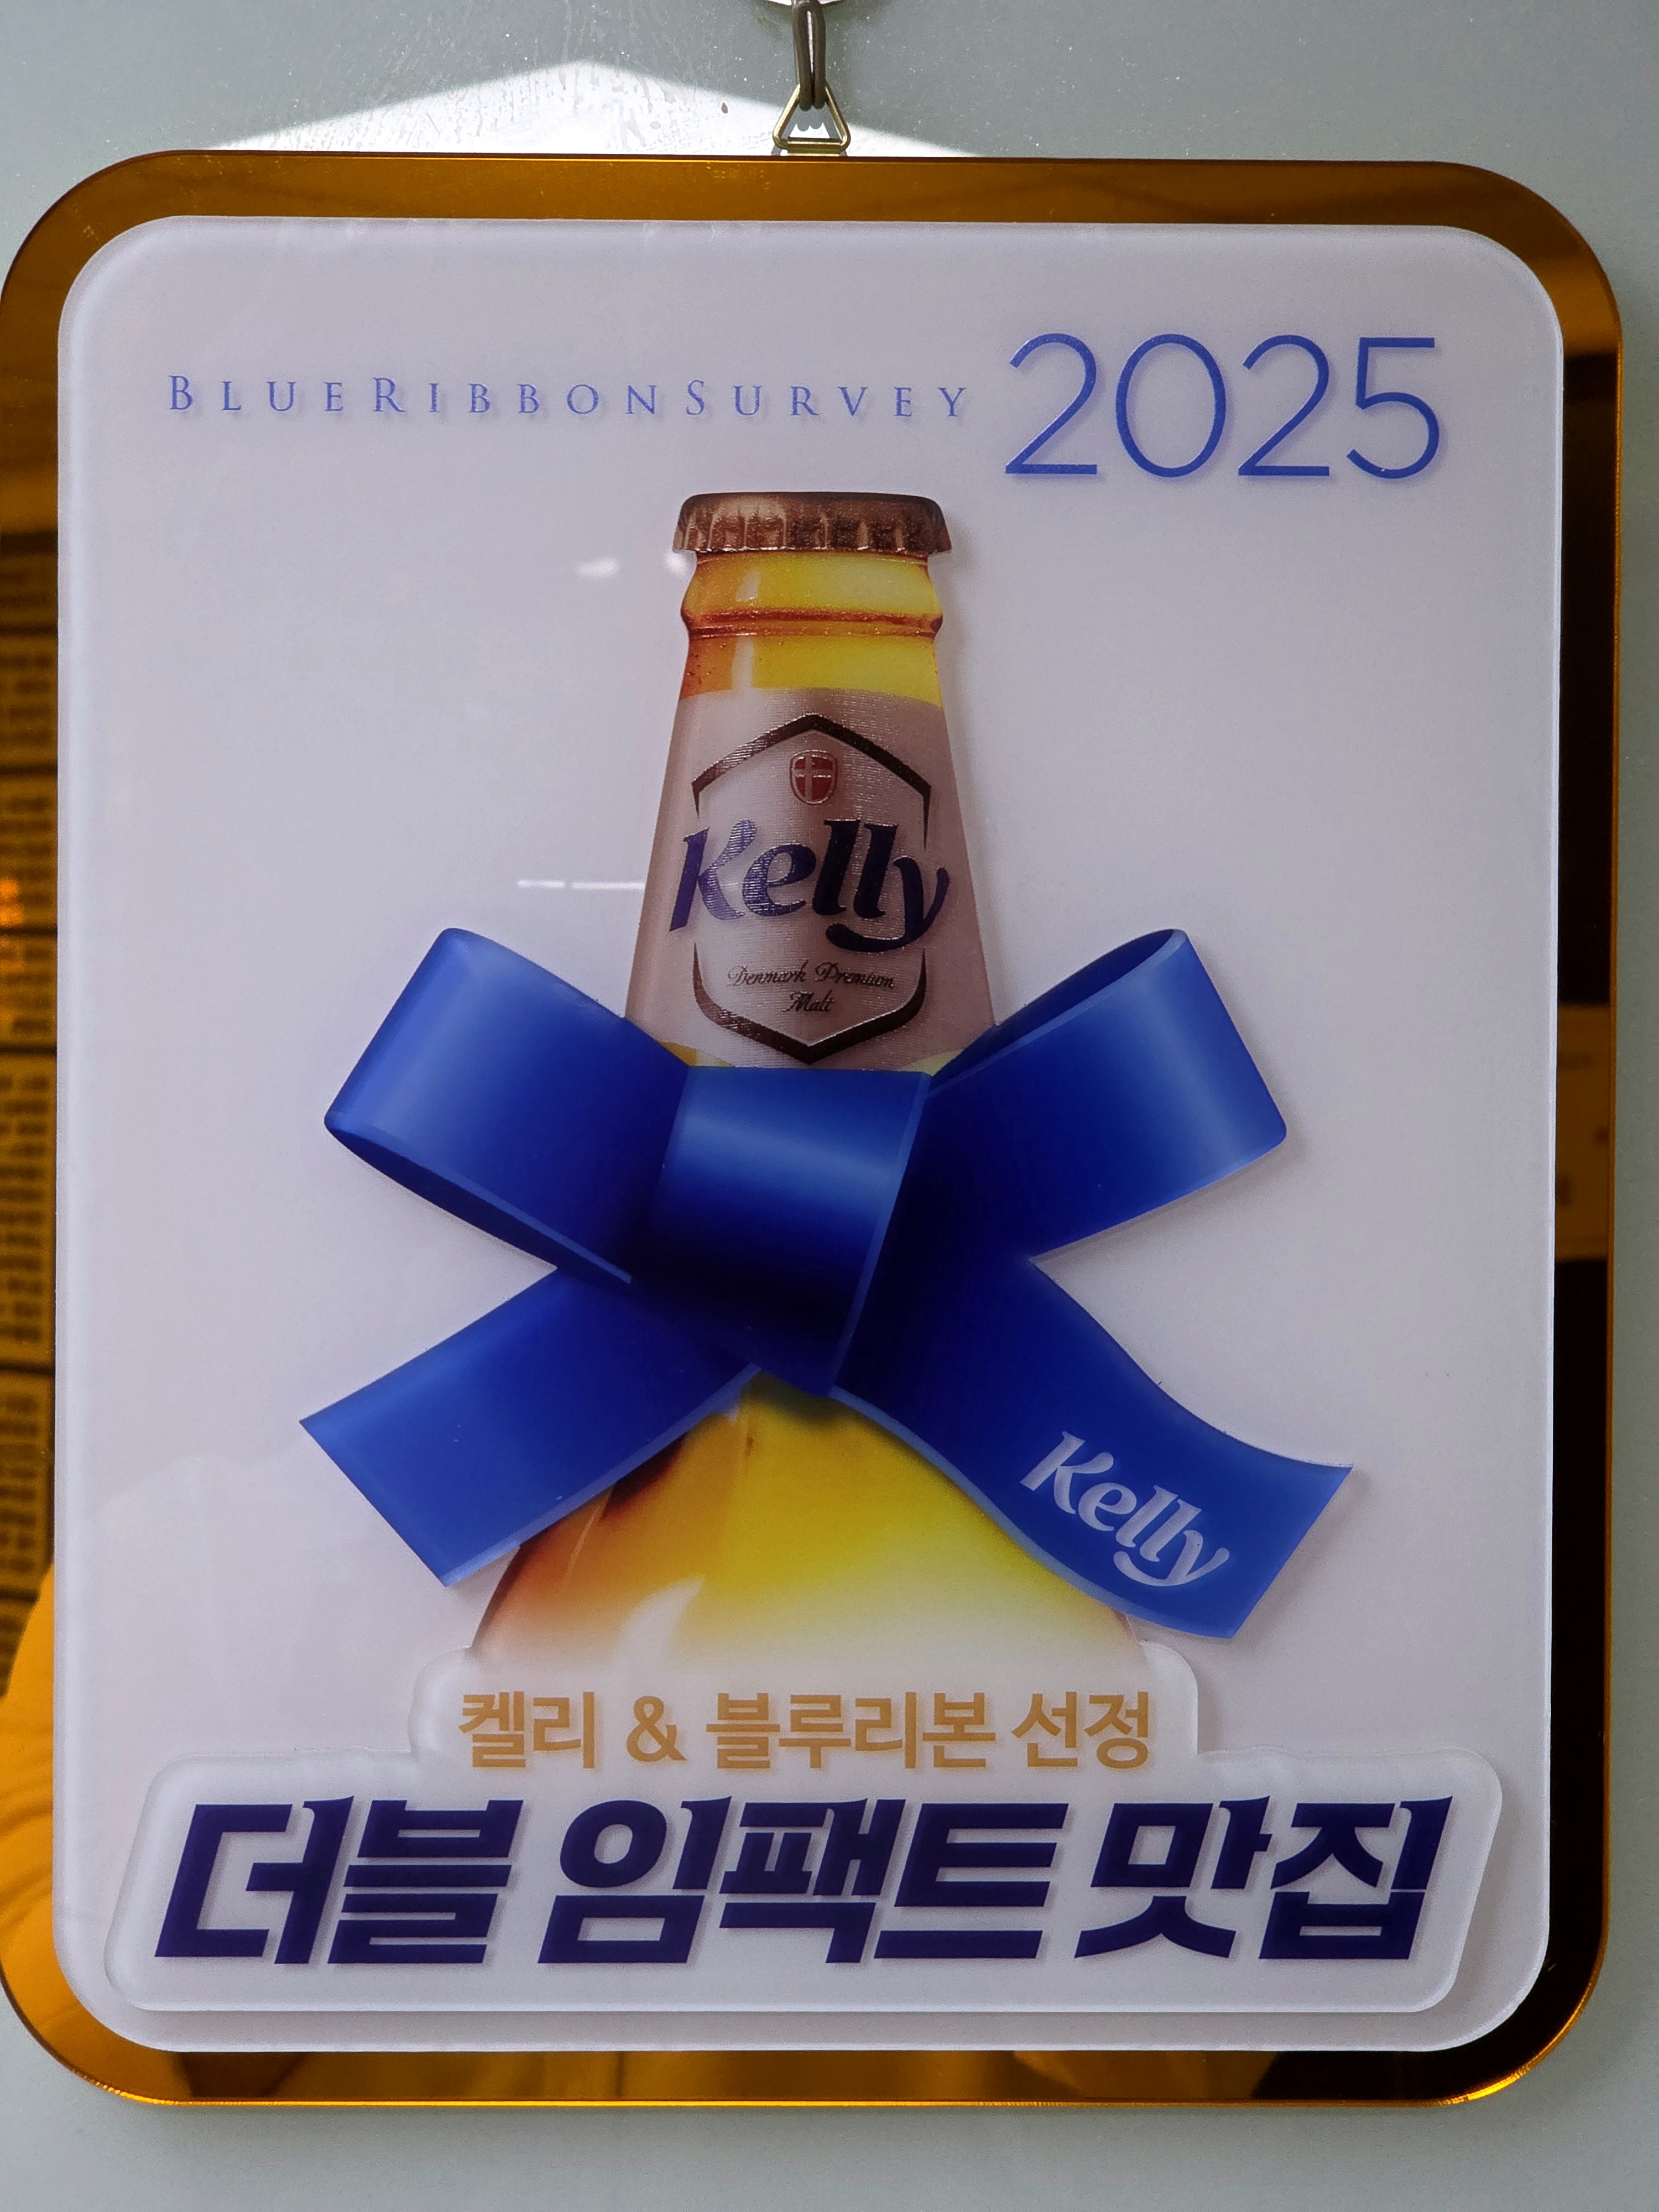 BLUERIBBONSURVEY 2025
Kelly
Denmark Premium
Malt
Kelly
켈리 & 블루리본 선정
더블 임팩트 맛집